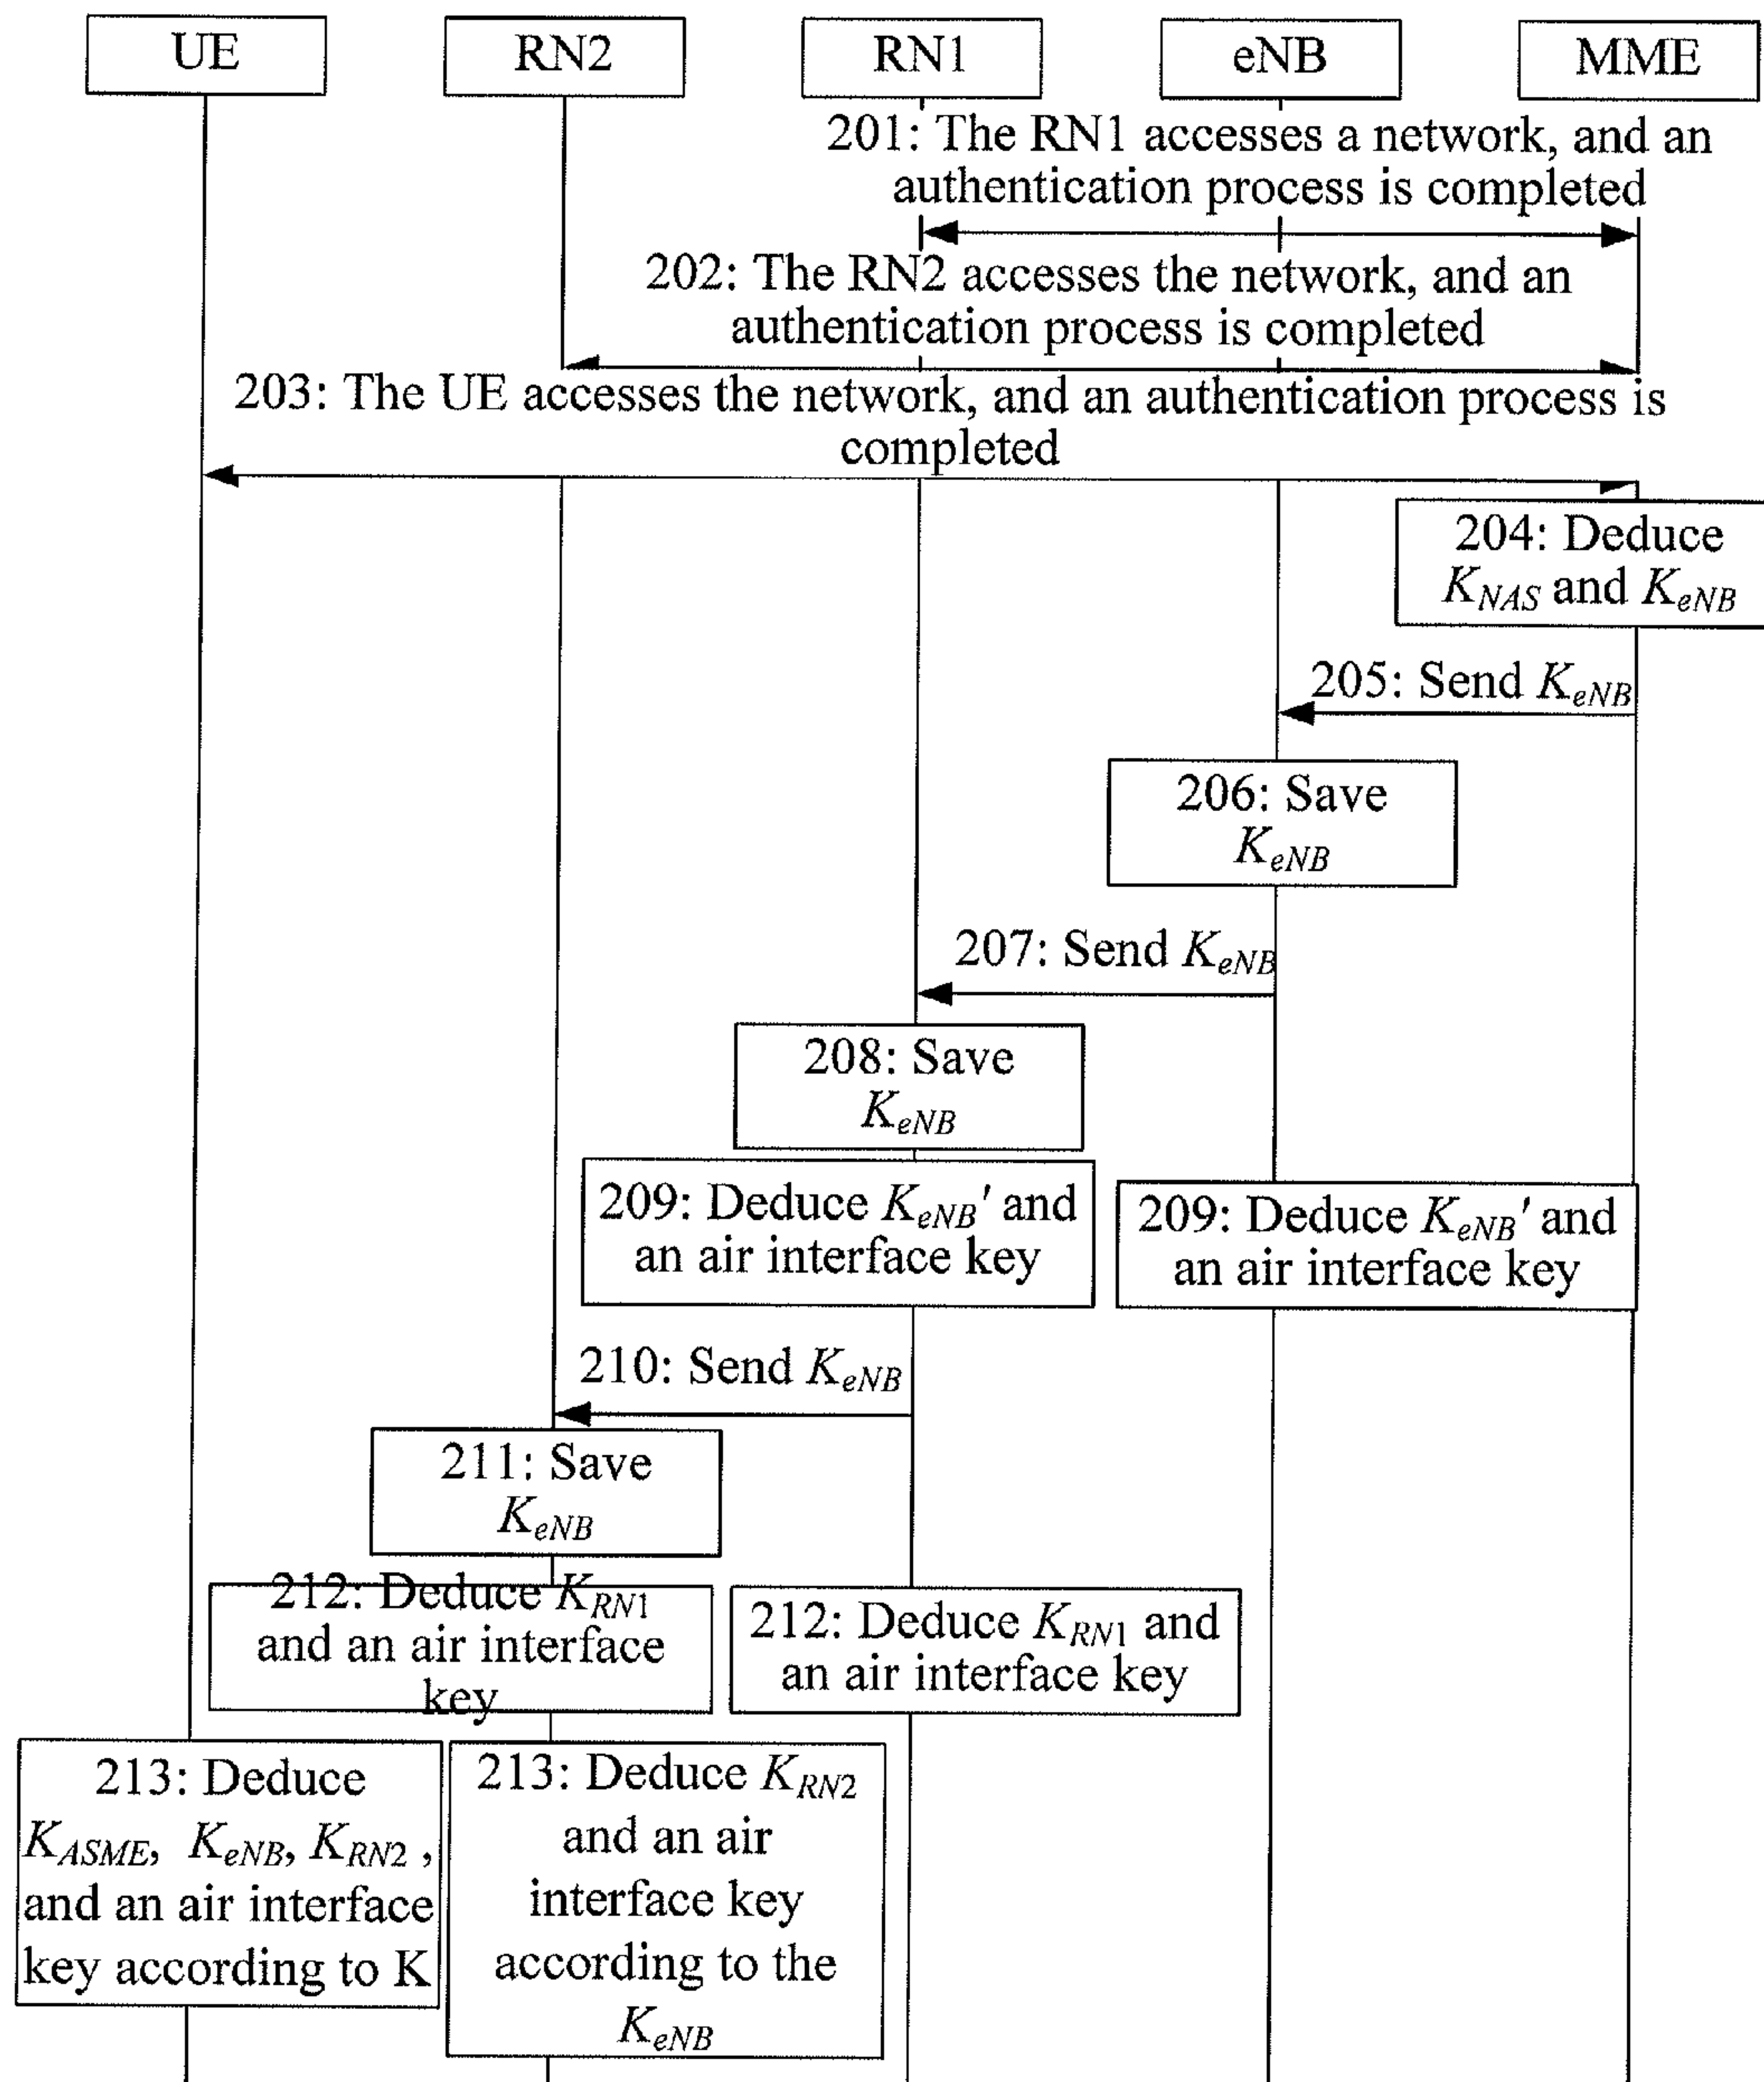 UE
RN2
RN1
eNB
MME
201: The RN1 accesses a network, and an
authentication process is completed
202: The RN2 accesses the network, and an
authentication process is completed
203: The UE accesses the network, and an authentication process is
completed
204: Deduce
K_NAS and K_eNB
205: Send K_eNB
206: Save
K_eNB
207: Send K_eNB
208: Save
K_eNB
209: Deduce K_eNB' and
an air interface key
209: Deduce K_eNB' and
an air interface key
210: Send K_eNB
211: Save
K_eNB
212: Deduce K_RN1
and an air interface
key
212: Deduce K_RN1 and
an air interface key
213: Deduce
K_ASME, K_eNB, K_RN2 ,
and an air interface
key according to K
213: Deduce K_RN2
and an air
interface key
according to the
K_eNB